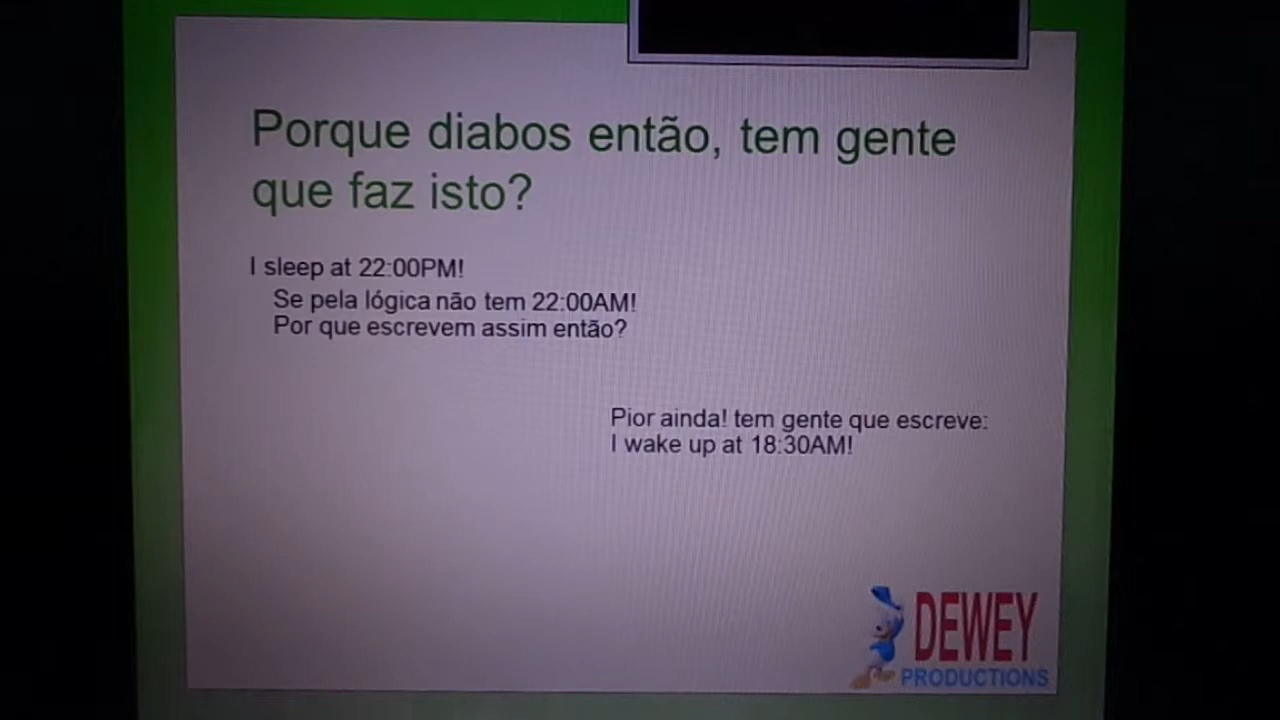 Porque diabos então, tem gente
que faz isto?
I sleep at 22:00PM!
Se pela lógica não tem 22:00AM!
Por que escrevem assim então?
Pior ainda! tem gente que escreve:
I wake up at 18:30AM!
DEWEY
PRODUCTIONS